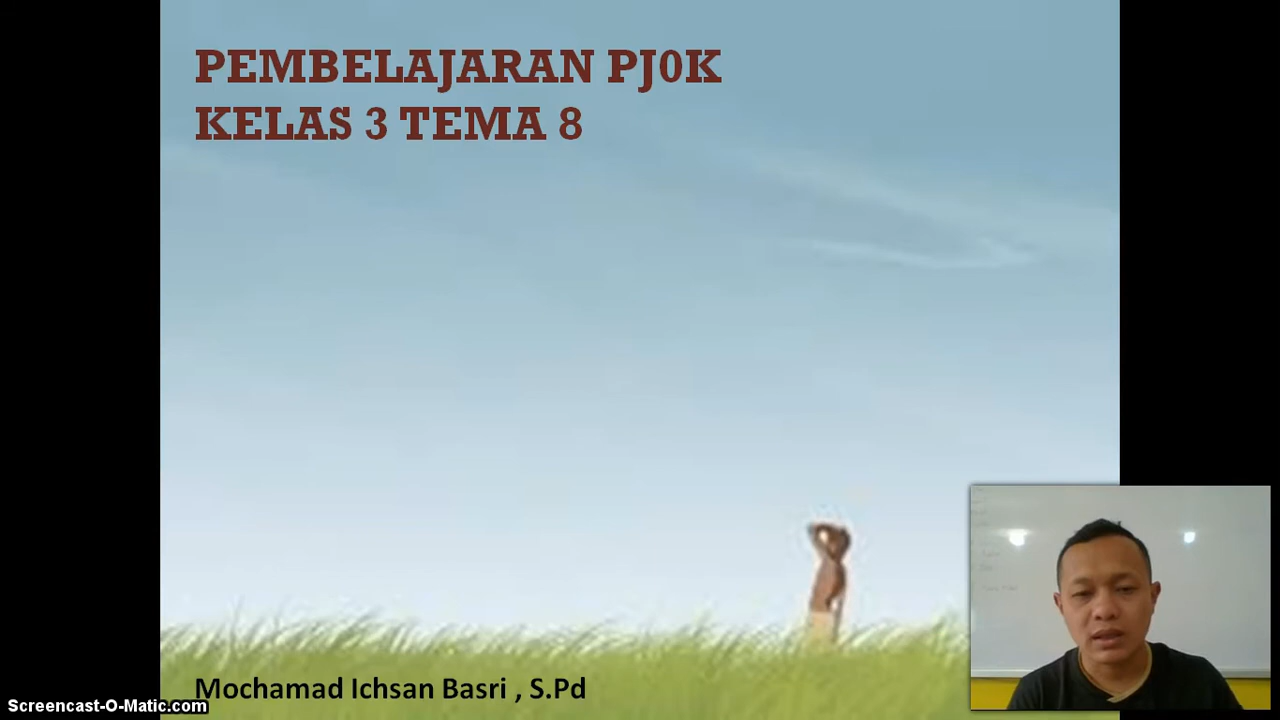 PEMBELAJARAN PJ0K
KELAS 3 TEMA 8
Mochamad Ichsan Basri , S.Pd
Screencast-O-Matic.com